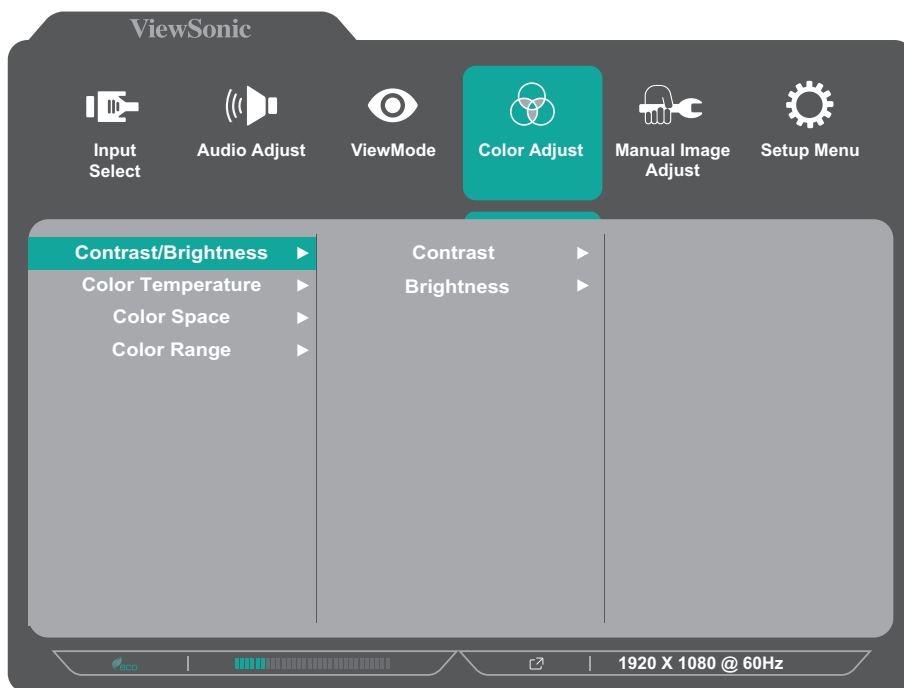 ViewSonic
Input
Select
Audio Adjust
ViewMode
Color Adjust
Manual Image
Adjust
Setup Menu
Contrast/Brightness
Color Temperature
Color Space
Color Range
Contrast
Brightness
eco
1920 X 1080 @ 60Hz